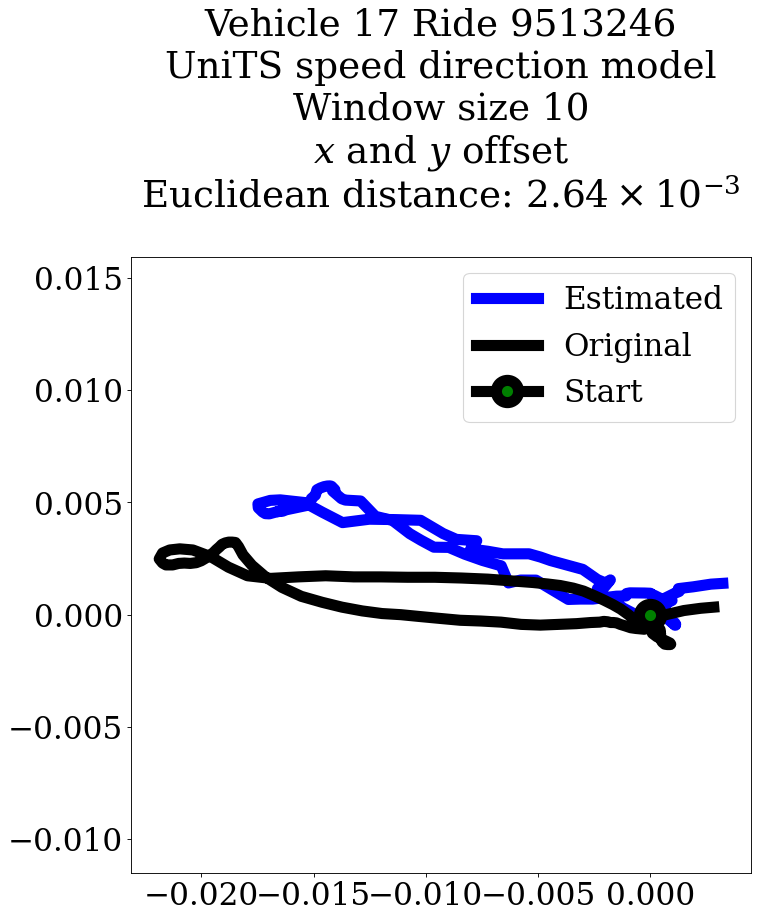 Vehicle 17 Ride 9513246
UniTS speed direction model
Window size 10
x and y offset
Euclidean distance: 2.64 × 10⁻³
Estimated
Original
Start
0.015
0.010
0.005
0.000
−0.005
−0.010
−0.020 −0.015 −0.010 −0.005 0.000